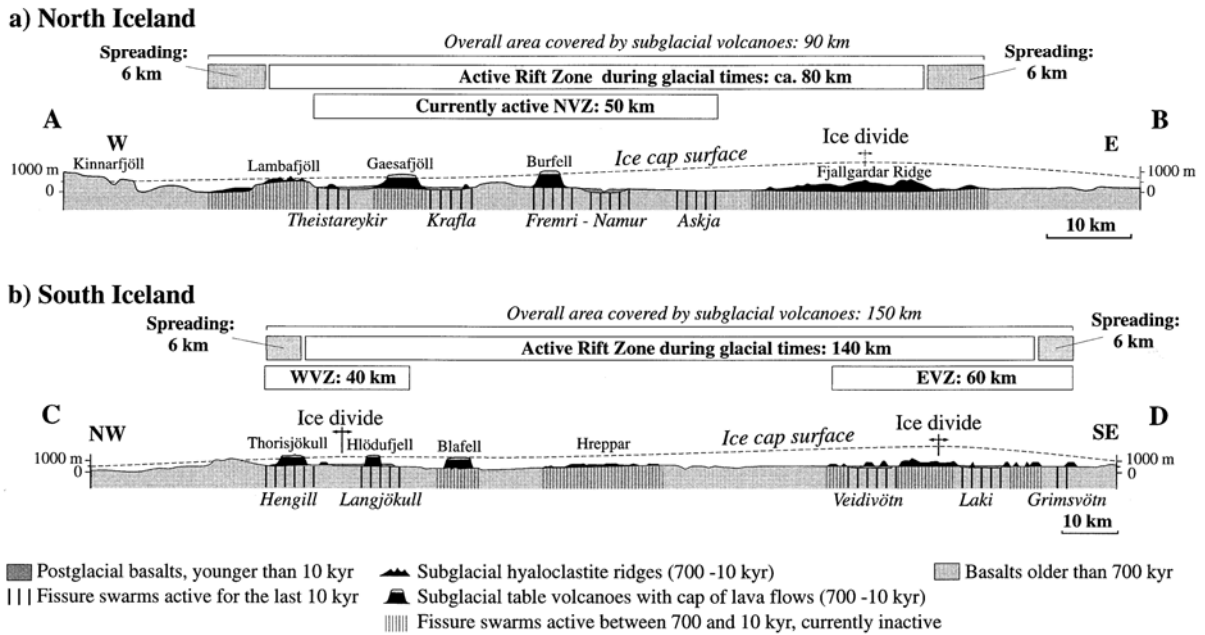 a) North Iceland
Overall area covered by subglacial volcanoes: 90 km
Spreading:
6 km
Spreading:
6 km
Active Rift Zone during glacial times: ca. 80 km
Currently active NVZ: 50 km
A
B
W
E
Ice divide
Ice cap surface
Kinnarfjöll
Lambafjöll
Gaesafjöll
Burfell
Fjallgardar Ridge
1000 m
0
1000 m
0
Theistareykir
Krafla
Fremri - Namur
Askja
10 km
b) South Iceland
Overall area covered by subglacial volcanoes: 150 km
Spreading:
6 km
Spreading:
6 km
Active Rift Zone during glacial times: 140 km
WVZ: 40 km
EVZ: 60 km
C
D
NW
SE
Ice divide
Ice divide
Ice cap surface
Thorisjökull
Hlödufjell
Blafell
Hreppar
1000 m
0
1000 m
0
Hengill
Langjökull
Veidivötn
Laki
Grimsvötn
10 km
Postglacial basalts, younger than 10 kyr
Subglacial hyaloclastite ridges (700 -10 kyr)
Basalts older than 700 kyr
Fissure swarms active for the last 10 kyr
Subglacial table volcanoes with cap of lava flows (700 -10 kyr)
Fissure swarms active between 700 and 10 kyr, currently inactive